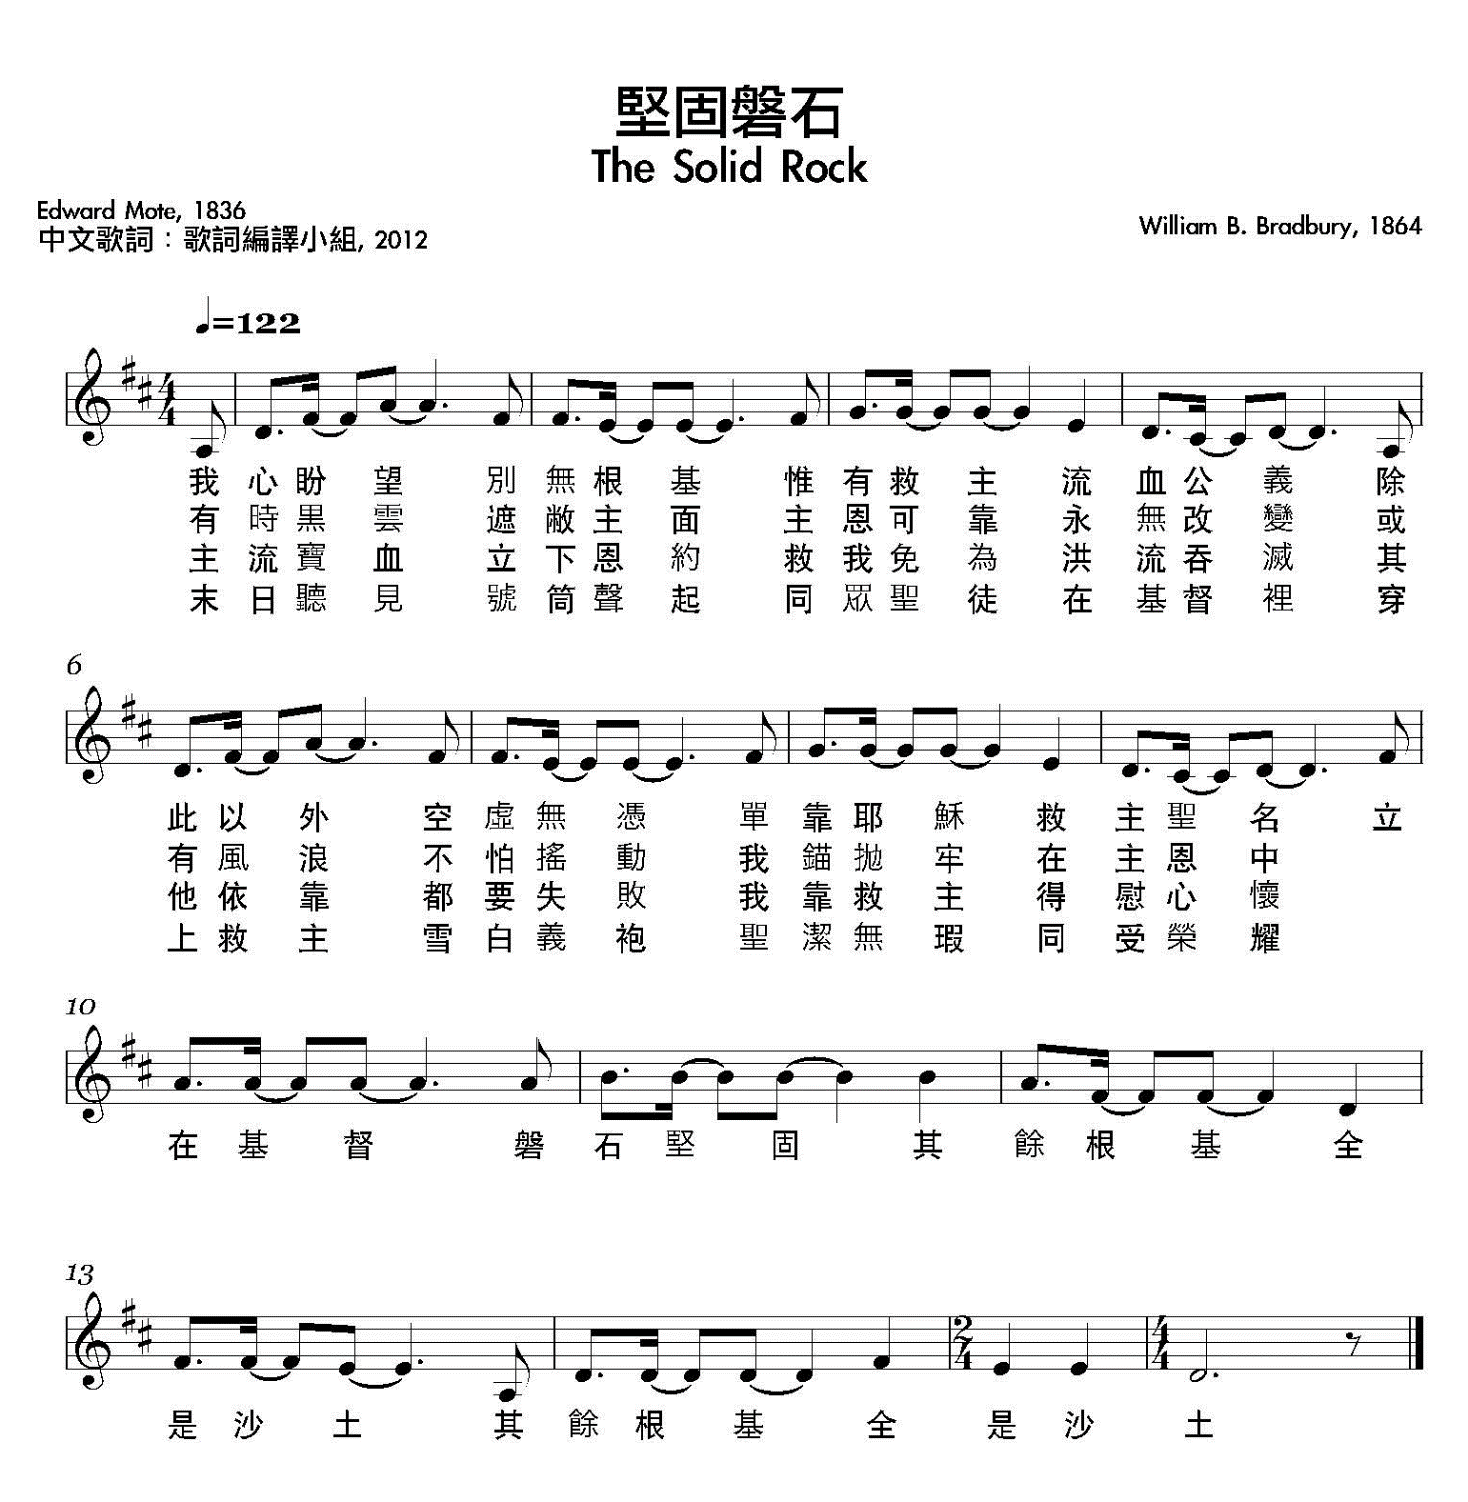 堅固磐石
The Solid Rock
Edward Mote, 1836
中文歌詞：歌詞編譯小組, 2012
William B. Bradbury, 1864
=122
4 4
我心盼望別無根基惟有救主流血公義除
有時黑雲遮蔽主面主恩可靠永無改變或
主流寶血立下恩約救我免為洪流吞滅其
末日聽見號筒聲起同眾聖徒在基督裡穿
6
此以外空虛無憑單靠耶穌救主聖名立
有風浪不怕搖動我錨拋牢在主恩中
他依靠都要失敗我靠救主得慰心懷
上救主雪白義袍聖潔無瑕同受榮耀
10
在基督磐石堅固其餘根基全
13
2 4
4 4
是沙土其餘根基全是沙土